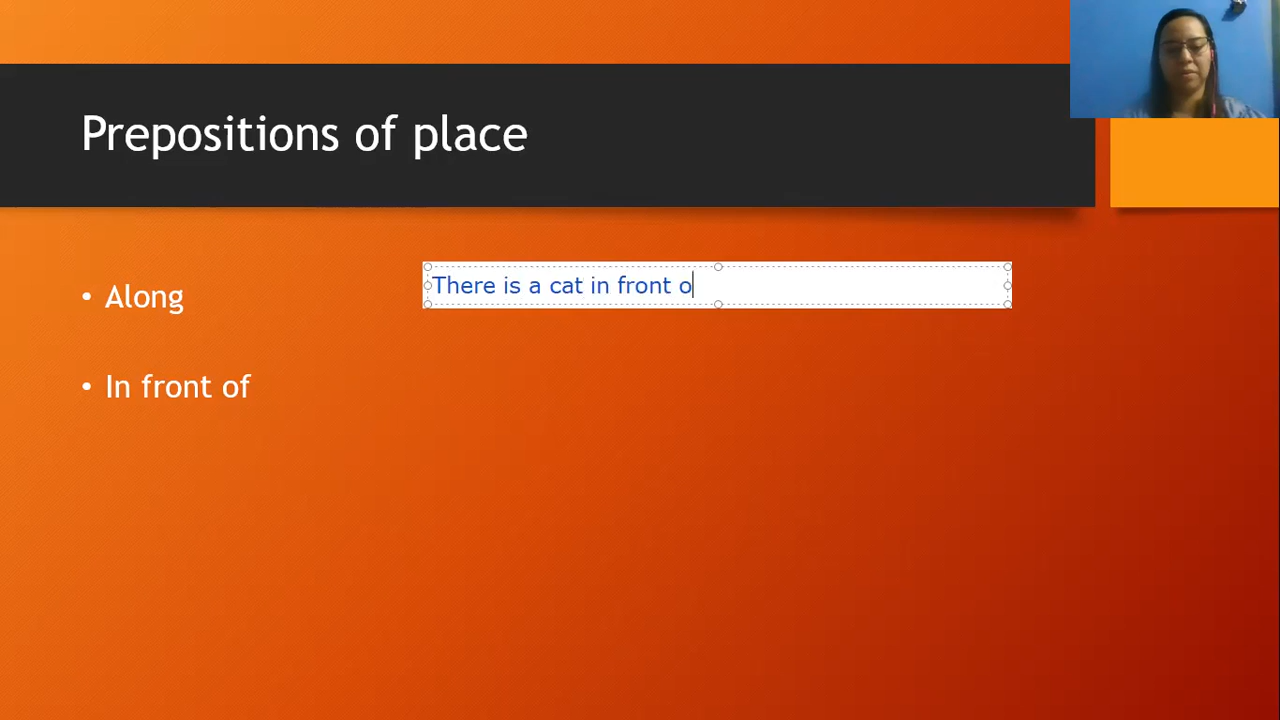 Prepositions of place
• Along
There is a cat in front o
• In front of